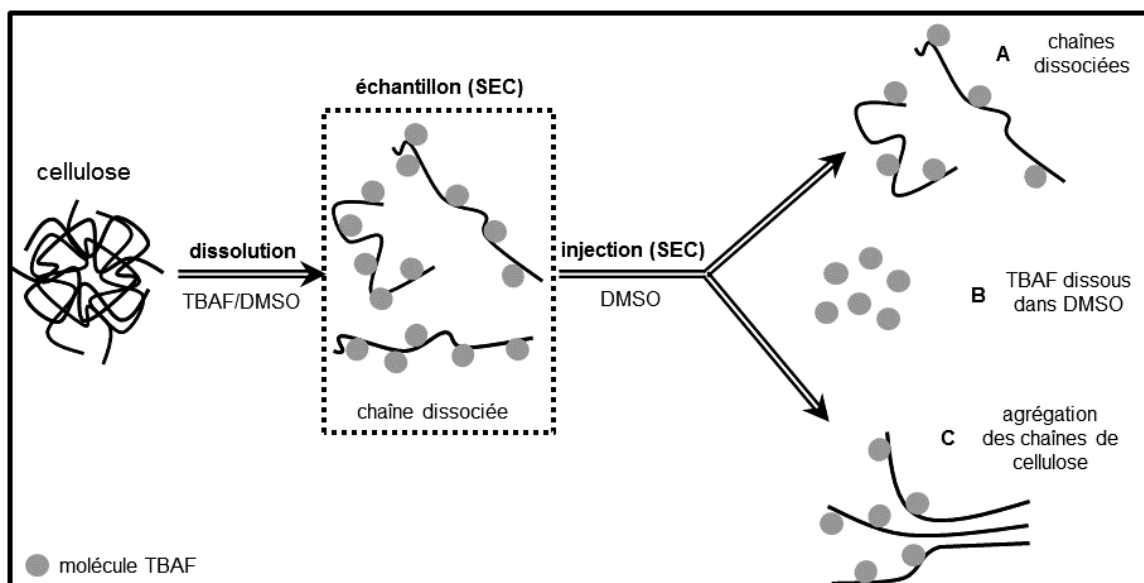 cellulose
dissolution
TBAF/DMSO
échantillon (SEC)
chaîne dissociée
injection (SEC)
DMSO
A chaînes
dissociées
B TBAF dissous
dans DMSO
C agrégation
des chaînes de
cellulose
molécule TBAF